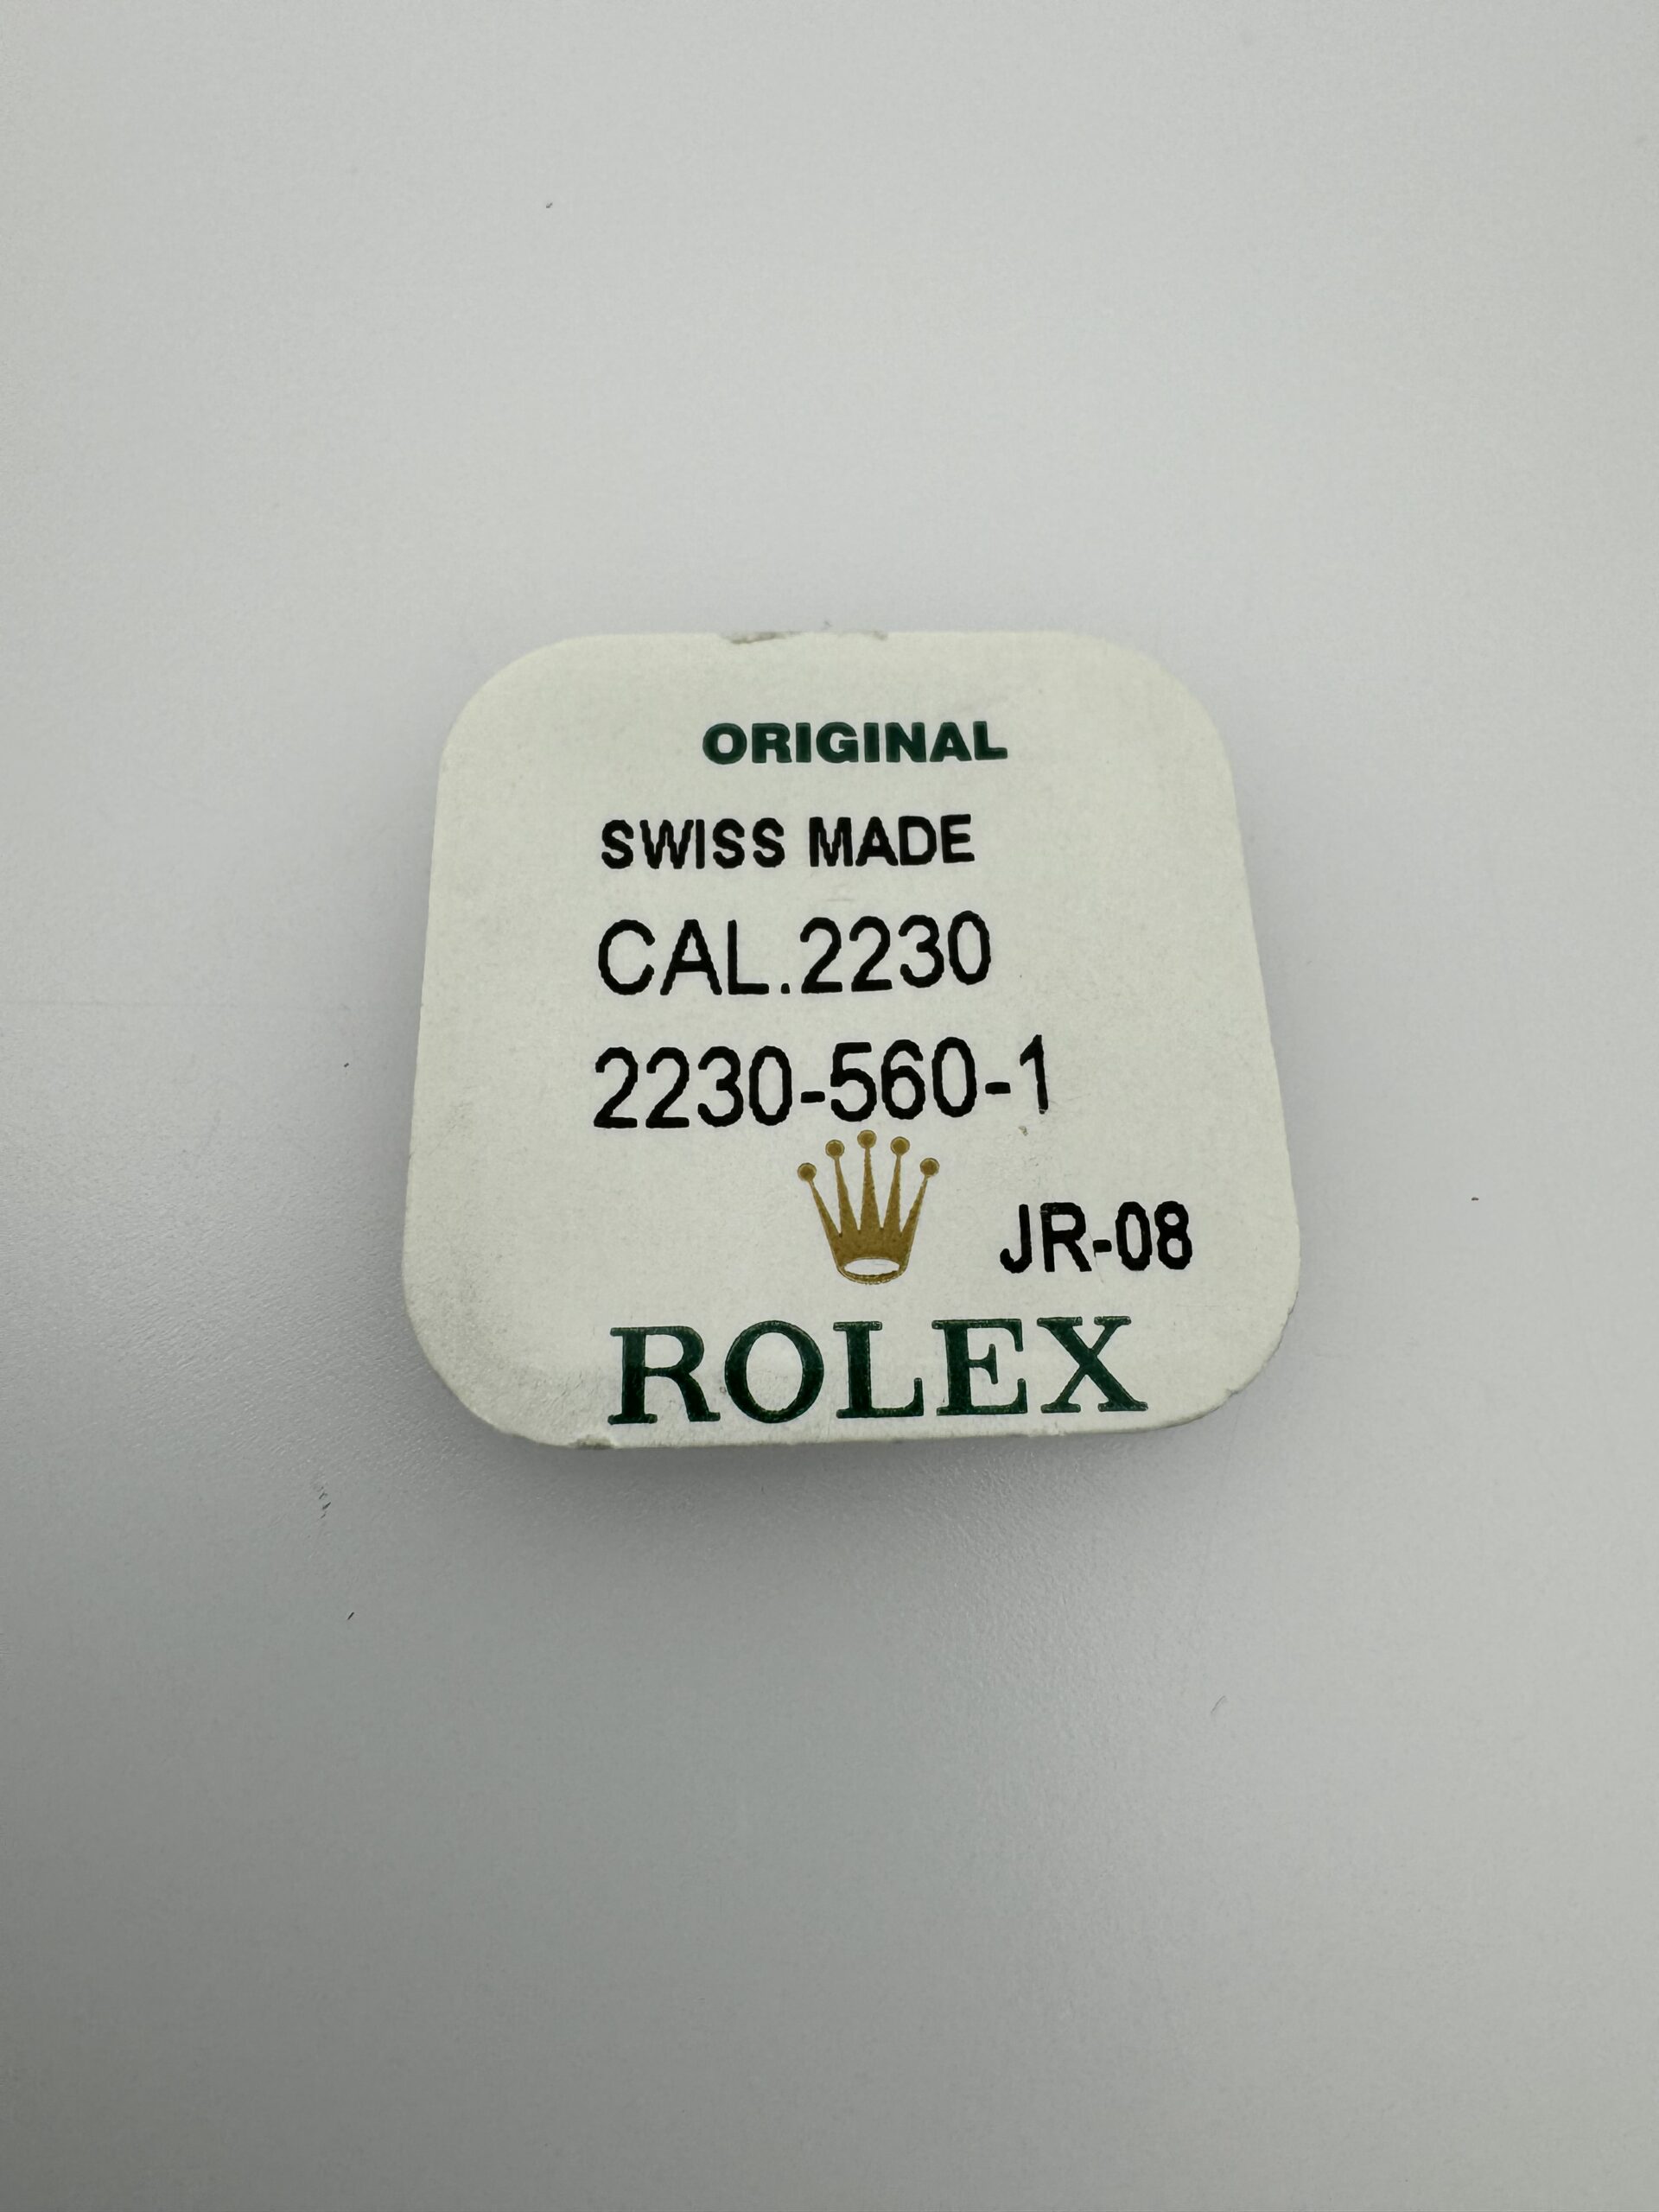 ORIGINAL
SWISS MADE
CAL.2230
2230-560-1
JR-08
ROLEX